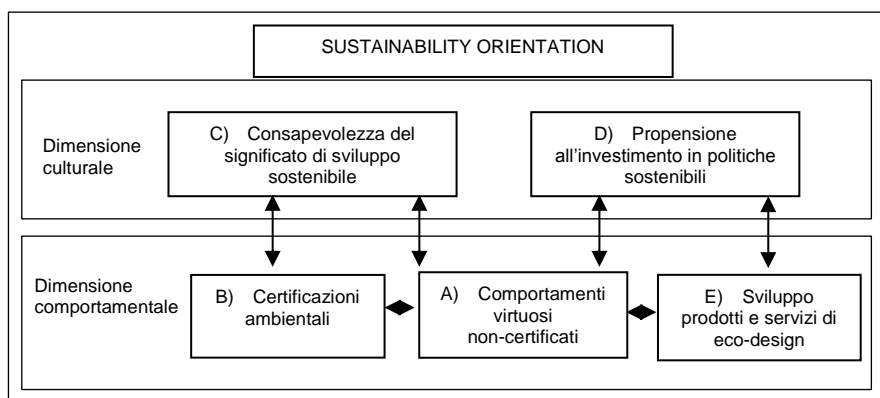 SUSTAINABILITY ORIENTATION
Dimensione
culturale
C) Consapevolezza del
significato di sviluppo
sostenibile
D) Propensione
all’investimento in politiche
sostenibili
Dimensione
comportamentale
B) Certificazioni
ambientali
A) Comportamenti
virtuosi
non-certificati
E) Sviluppo
prodotti e servizi di
eco-design